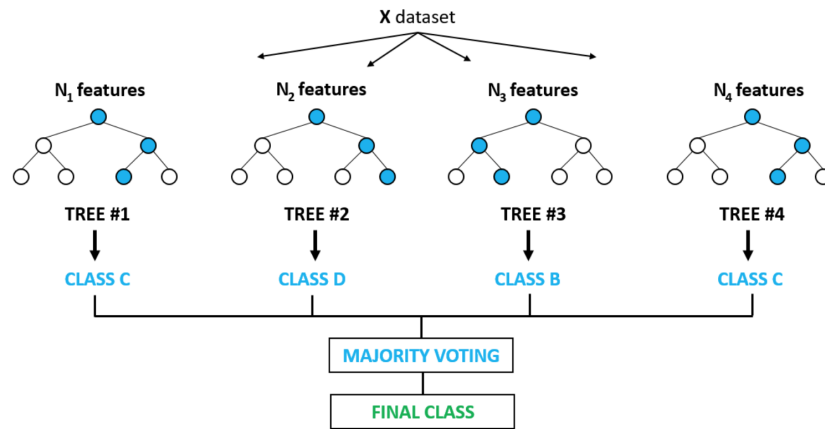 X dataset
N₁ features
N₂ features
N₃ features
N₄ features
TREE #1
TREE #2
TREE #3
TREE #4
CLASS C
CLASS D
CLASS B
CLASS C
MAJORITY VOTING
FINAL CLASS